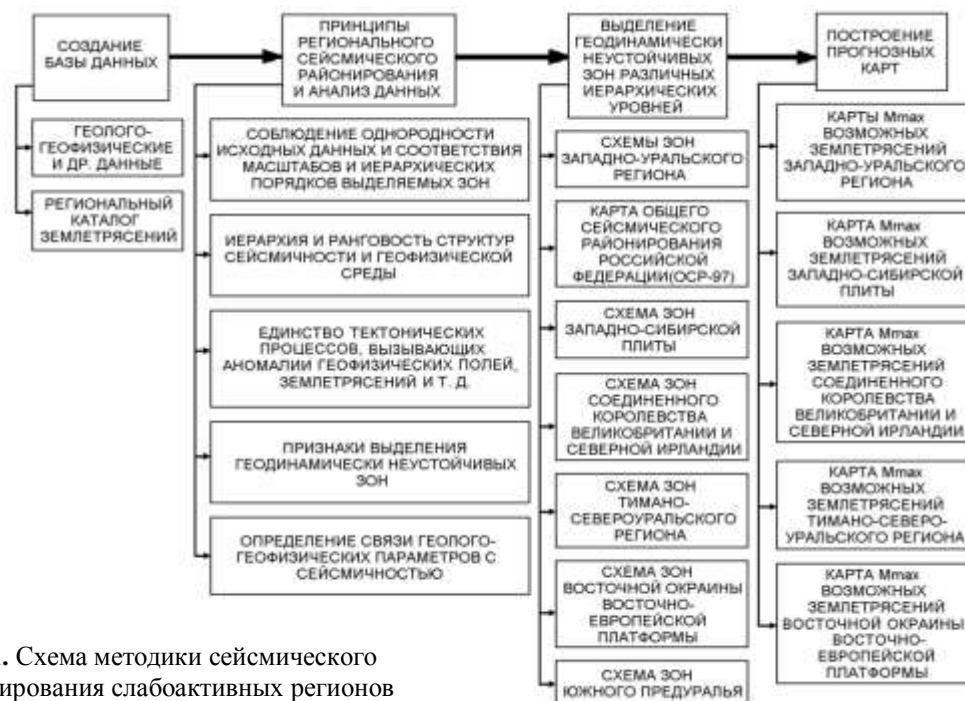 СОЗДАНИЕ
БАЗЫ ДАННЫХ
ГЕОЛОГО-
ГЕОФИЗИЧЕСКИЕ
И ДР. ДАННЫЕ
РЕГИОНАЛЬНЫЙ
КАТАЛОГ
ЗЕМЛЕТРЯСЕНИЙ
ПРИНЦИПЫ
РЕГИОНАЛЬНОГО
СЕЙСМИЧЕСКОГО
РАЙОНИРОВАНИЯ
И АНАЛИЗ ДАННЫХ
СОБЛЮДЕНИЕ ОДНОРОДНОСТИ
ИСХОДНЫХ ДАННЫХ И СООТВЕТСТВИЯ
МАСШТАБОВ И ИЕРАРХИЧЕСКИХ
ПОРЯДКОВ ВЫДЕЛЯЕМЫХ ЗОН
ИЕРАРХИЯ И РАНГОВОСТЬ СТРУКТУР
СЕЙСМИЧНОСТИ И ГЕОФИЗИЧЕСКОЙ
СРЕДЫ
ЕДИНСТВО ТЕКТОНИЧЕСКИХ
ПРОЦЕССОВ, ВЫЗЫВАЮЩИХ
АНОМАЛИИ ГЕОФИЗИЧЕСКИХ ПОЛЕЙ,
ЗЕМЛЕТРЯСЕНИЙ И Т. Д.
ПРИЗНАКИ ВЫДЕЛЕНИЯ
ГЕОДИНАМИЧЕСКИ НЕУСТОЙЧИВЫХ
ЗОН
ОПРЕДЕЛЕНИЕ СВЯЗИ ГЕОЛОГО-
ГЕОФИЗИЧЕСКИХ ПАРАМЕТРОВ С
СЕЙСМИЧНОСТЬЮ
ВЫДЕЛЕНИЕ
ГЕОДИНАМИЧЕСКИ
НЕУСТОЙЧИВЫХ
ЗОН РАЗЛИЧНЫХ
ИЕРАРХИЧЕСКИХ
УРОВНЕЙ
СХЕМЫ ЗОН
ЗАПАДНО-УРАЛЬСКОГО
РЕГИОНА
КАРТА ОБЩЕГО
СЕЙСМИЧЕСКОГО
РАЙОНИРОВАНИЯ
РОССИЙСКОЙ
ФЕДЕРАЦИИ(ОСР-97)
СХЕМА ЗОН
ЗАПАДНО-СИБИРСКОЙ
ПЛИТЫ
СХЕМА ЗОН
СОЕДИНЕННОГО
КОРОЛЕВСТВА
ВЕЛИКОБРИТАНИИ И
СЕВЕРНОЙ ИРЛАНДИИ
СХЕМА ЗОН
ТИМАНО-
СЕВЕРОУРАЛЬСКОГО
РЕГИОНА
СХЕМА ЗОН
ВОСТОЧНОЙ ОКРАИНЫ
ВОСТОЧНО-
ЕВРОПЕЙСКОЙ
ПЛАТФОРМЫ
СХЕМА ЗОН
ЮЖНОГО ПРЕДУРАЛЬЯ
ПОСТРОЕНИЕ
ПРОГНОЗНЫХ
КАРТ
КАРТЫ Mmax
ВОЗМОЖНЫХ
ЗЕМЛЕТРЯСЕНИЙ
ЗАПАДНО-УРАЛЬСКОГО
РЕГИОНА
КАРТА Mmax
ВОЗМОЖНЫХ
ЗЕМЛЕТРЯСЕНИЙ
ЗАПАДНО-СИБИРСКОЙ
ПЛИТЫ
КАРТА Mmax
ВОЗМОЖНЫХ
ЗЕМЛЕТРЯСЕНИЙ
СОЕДИНЕННОГО
КОРОЛЕВСТВА
ВЕЛИКОБРИТАНИИ И
СЕВЕРНОЙ ИРЛАНДИИ
КАРТА Mmax
ВОЗМОЖНЫХ
ЗЕМЛЕТРЯСЕНИЙ
ТИМАНО-СЕВЕРО-
УРАЛЬСКОГО РЕГИОНА
КАРТА Mmax
ВОЗМОЖНЫХ
ЗЕМЛЕТРЯСЕНИЙ
ВОСТОЧНОЙ ОКРАИНЫ
ВОСТОЧНО-
ЕВРОПЕЙСКОЙ
ПЛАТФОРМЫ
. Схема методики сейсмического
ирования слабоактивных регионов